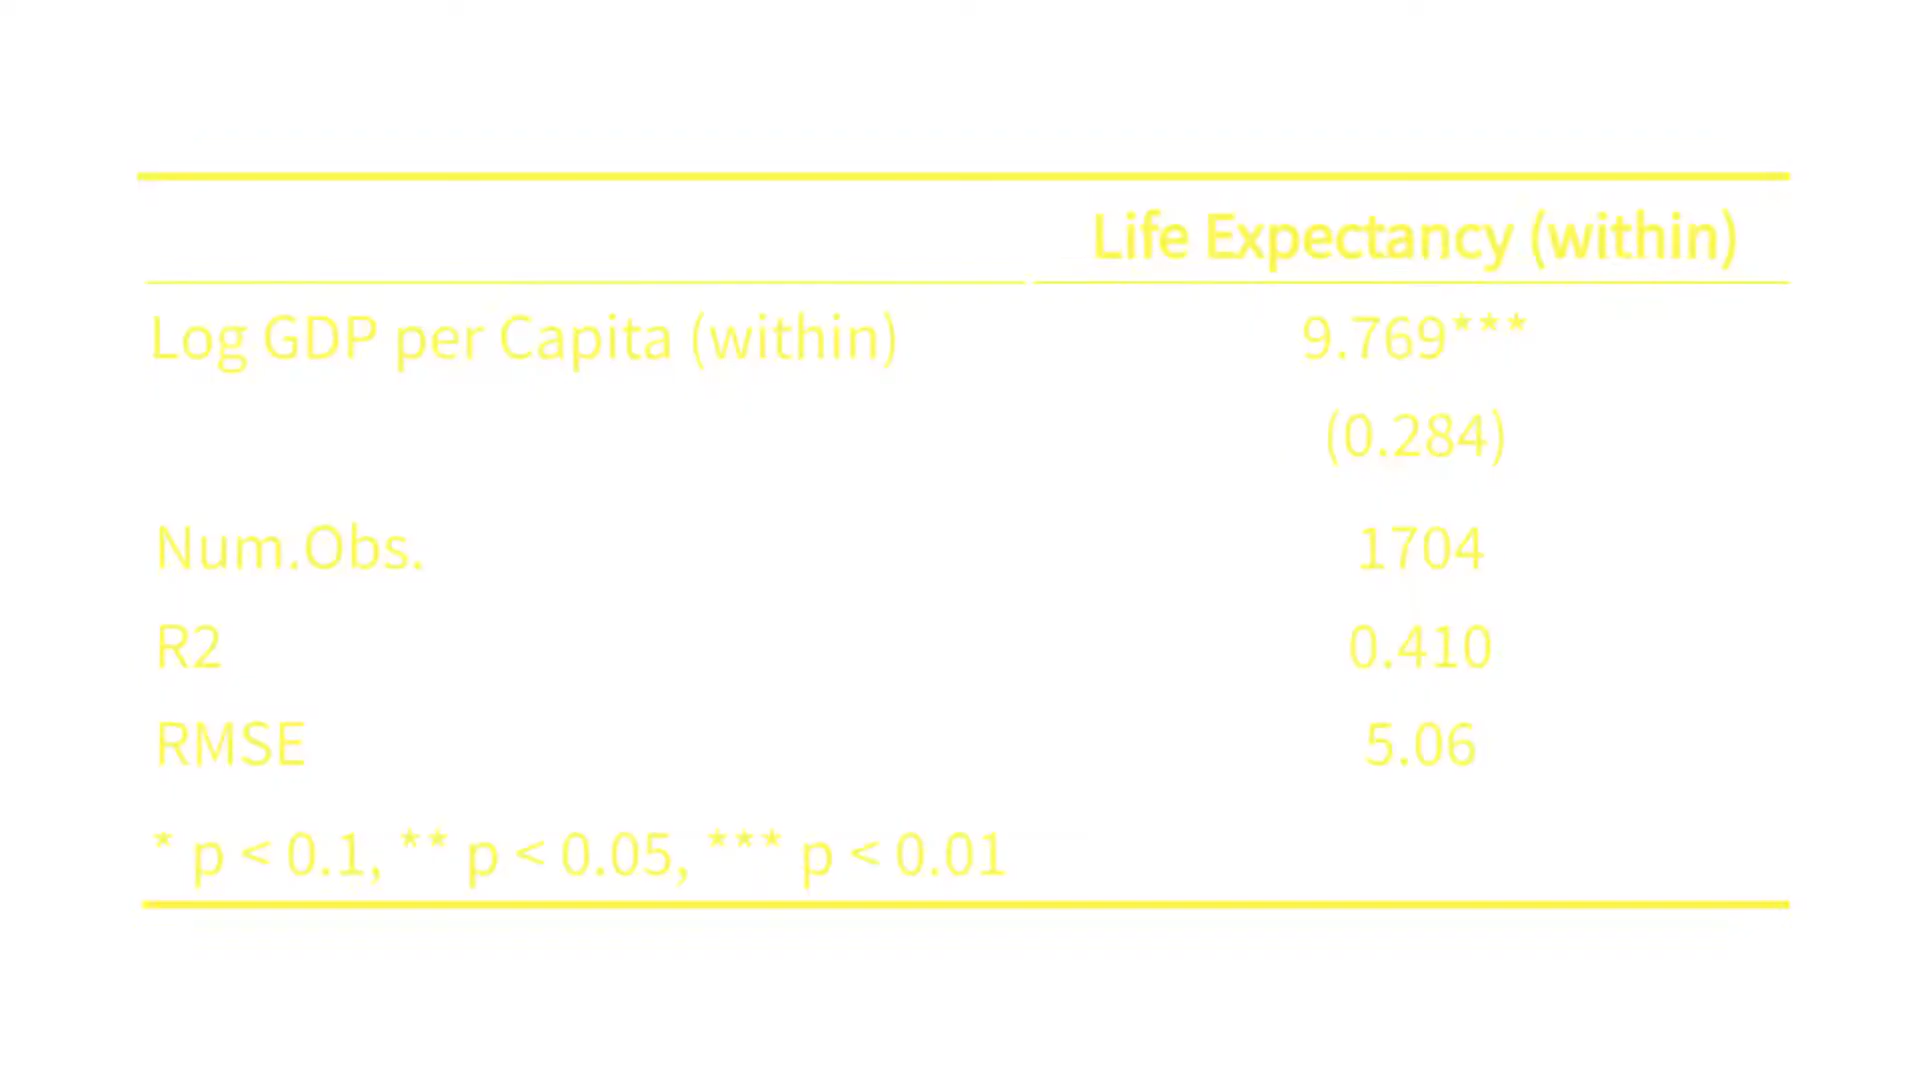 Life Expectancy (within)
Log GDP per Capita (within) 9.769***
(0.284)
Num.Obs. 1704
R2 0.410
RMSE 5.06
* p < 0.1, ** p < 0.05, *** p < 0.01